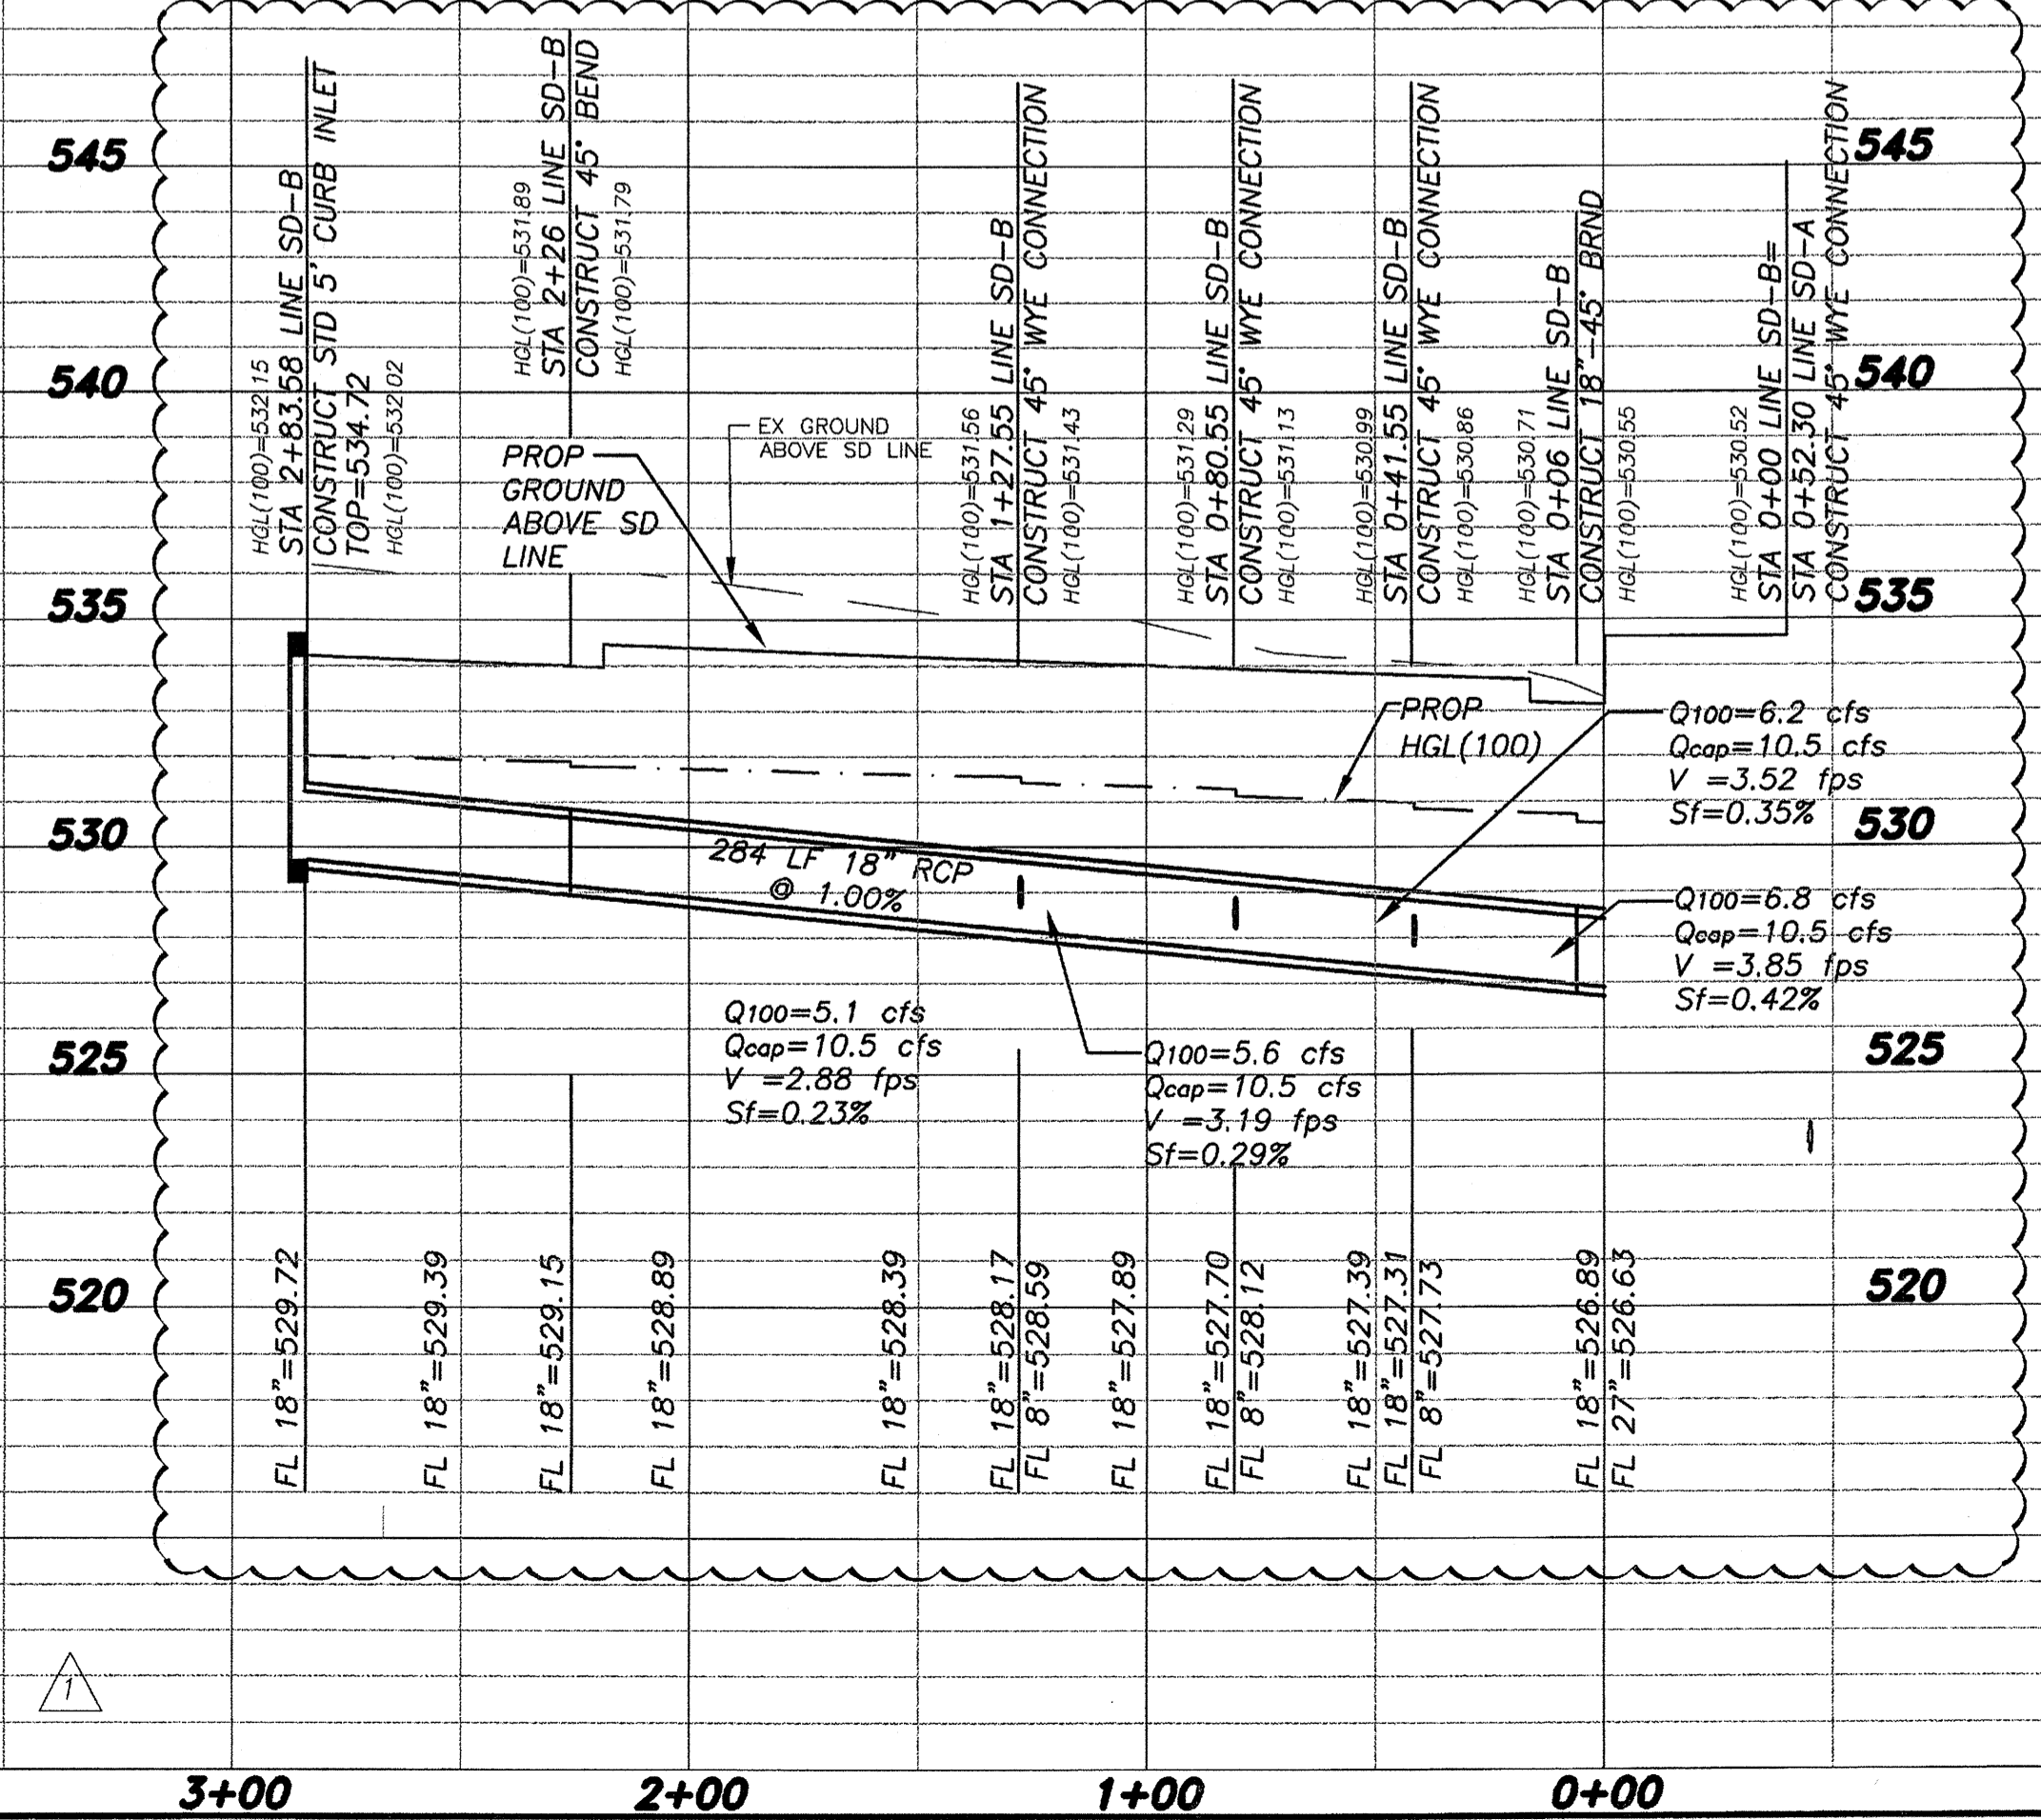 HGL(100)=532.15
STA 2+83.58 LINE SD-B
CONSTRUCT STD 5' CURB INLET
TOP=534.72
HGL(100)=532.02
HGL(100)=531.89
STA 2+26 LINE SD-B
CONSTRUCT 45° BEND
HGL(100)=531.79
HGL(100)=531.56
STA 1+27.55 LINE SD-B
CONSTRUCT 45° WYE CONNECTION
HGL(100)=531.43
HGL(100)=531.29
STA 0+80.55 LINE SD-B
CONSTRUCT 45° WYE CONNECTION
HGL(100)=531.13
HGL(100)=530.99
STA 0+41.55 LINE SD-B
CONSTRUCT 45° WYE CONNECTION
HGL(100)=530.86
HGL(100)=530.71
STA 0+06 LINE SD-B
CONSTRUCT 18"-45° BRND
HGL(100)=530.55
HGL(100)=530.52
STA 0+00 LINE SD-B=
STA 0+52.30 LINE SD-A
CONSTRUCT 45° WYE CONNECTION
545
545
540
540
535
535
530
530
525
525
520
520
PROP
GROUND
ABOVE SD
LINE
EX GROUND
ABOVE SD LINE
PROP
HGL(100)
Q100=6.2 cfs
Qcap=10.5 cfs
V =3.52 fps
Sf=0.35%
284 LF 18" RCP
@ 1.00%
Q100=6.8 cfs
Qcap=10.5 cfs
V =3.85 fps
Sf=0.42%
Q100=5.1 cfs
Qcap=10.5 cfs
V =2.88 fps
Sf=0.23%
Q100=5.6 cfs
Qcap=10.5 cfs
V =3.19 fps
Sf=0.29%
FL 18"=529.72
FL 18"=529.39
FL 18"=529.15
FL 18"=528.89
FL 18"=528.39
FL 18"=528.17
FL 8"=528.59
FL 18"=527.89
FL 18"=527.70
FL 8"=528.12
FL 18"=527.39
FL 18"=527.31
FL 8"=527.73
FL 18"=526.89
FL 27"=526.63
1
3+00
2+00
1+00
0+00